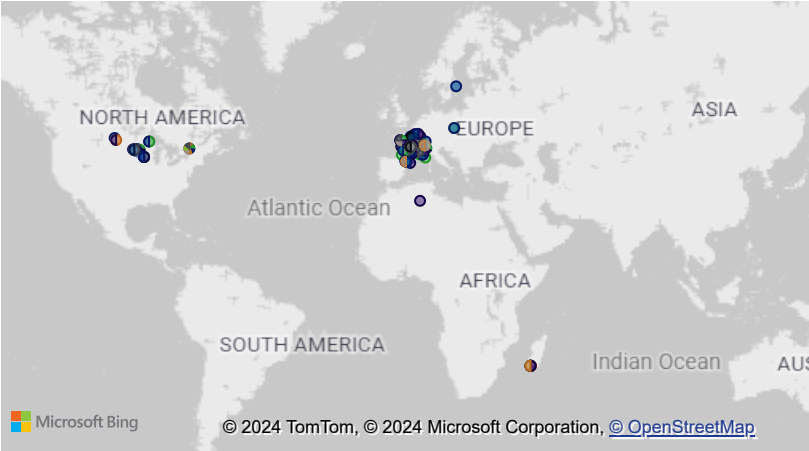 NORTH AMERICA
ASIA
EUROPE
Atlantic Ocean
AFRICA
SOUTH AMERICA
Indian Ocean
AUS
Microsoft Bing
© 2024 TomTom, © 2024 Microsoft Corporation, © OpenStreetMap